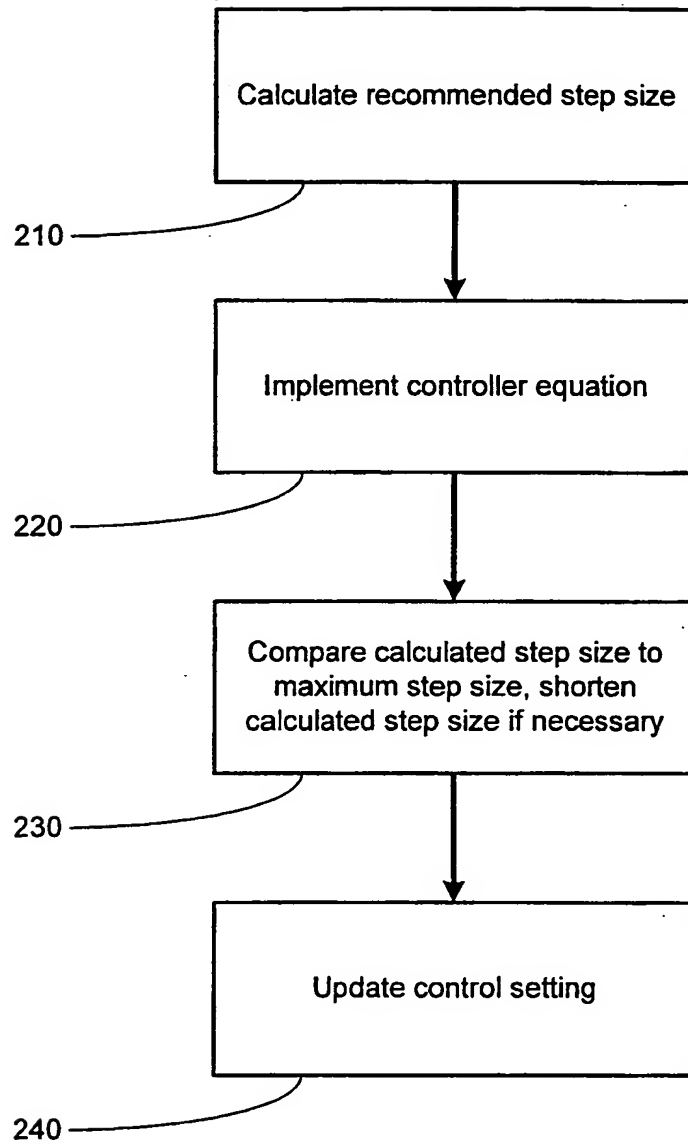 Calculate recommended step size
210
Implement controller equation
220
Compare calculated step size to
maximum step size, shorten
calculated step size if necessary
230
Update control setting
240